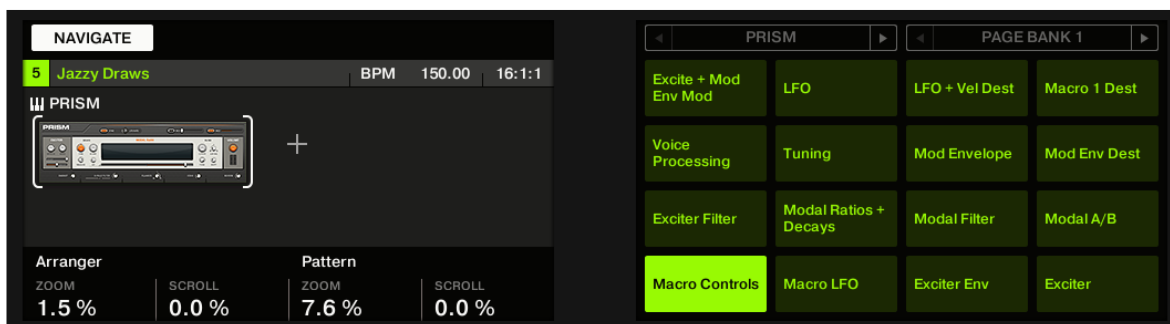 NAVIGATE
5 Jazzy Draws BPM 150.00 16:1:1
PRISM
PRISM
Arranger Pattern
ZOOM SCROLL ZOOM SCROLL
1.5 % 0.0 % 7.6 % 0.0 %
PRISM PAGE BANK 1
Excite + Mod
Env Mod
LFO
LFO + Vel Dest
Macro 1 Dest
Voice
Processing
Tuning
Mod Envelope
Mod Env Dest
Exciter Filter
Modal Ratios +
Decays
Modal Filter
Modal A/B
Macro Controls
Macro LFO
Exciter Env
Exciter